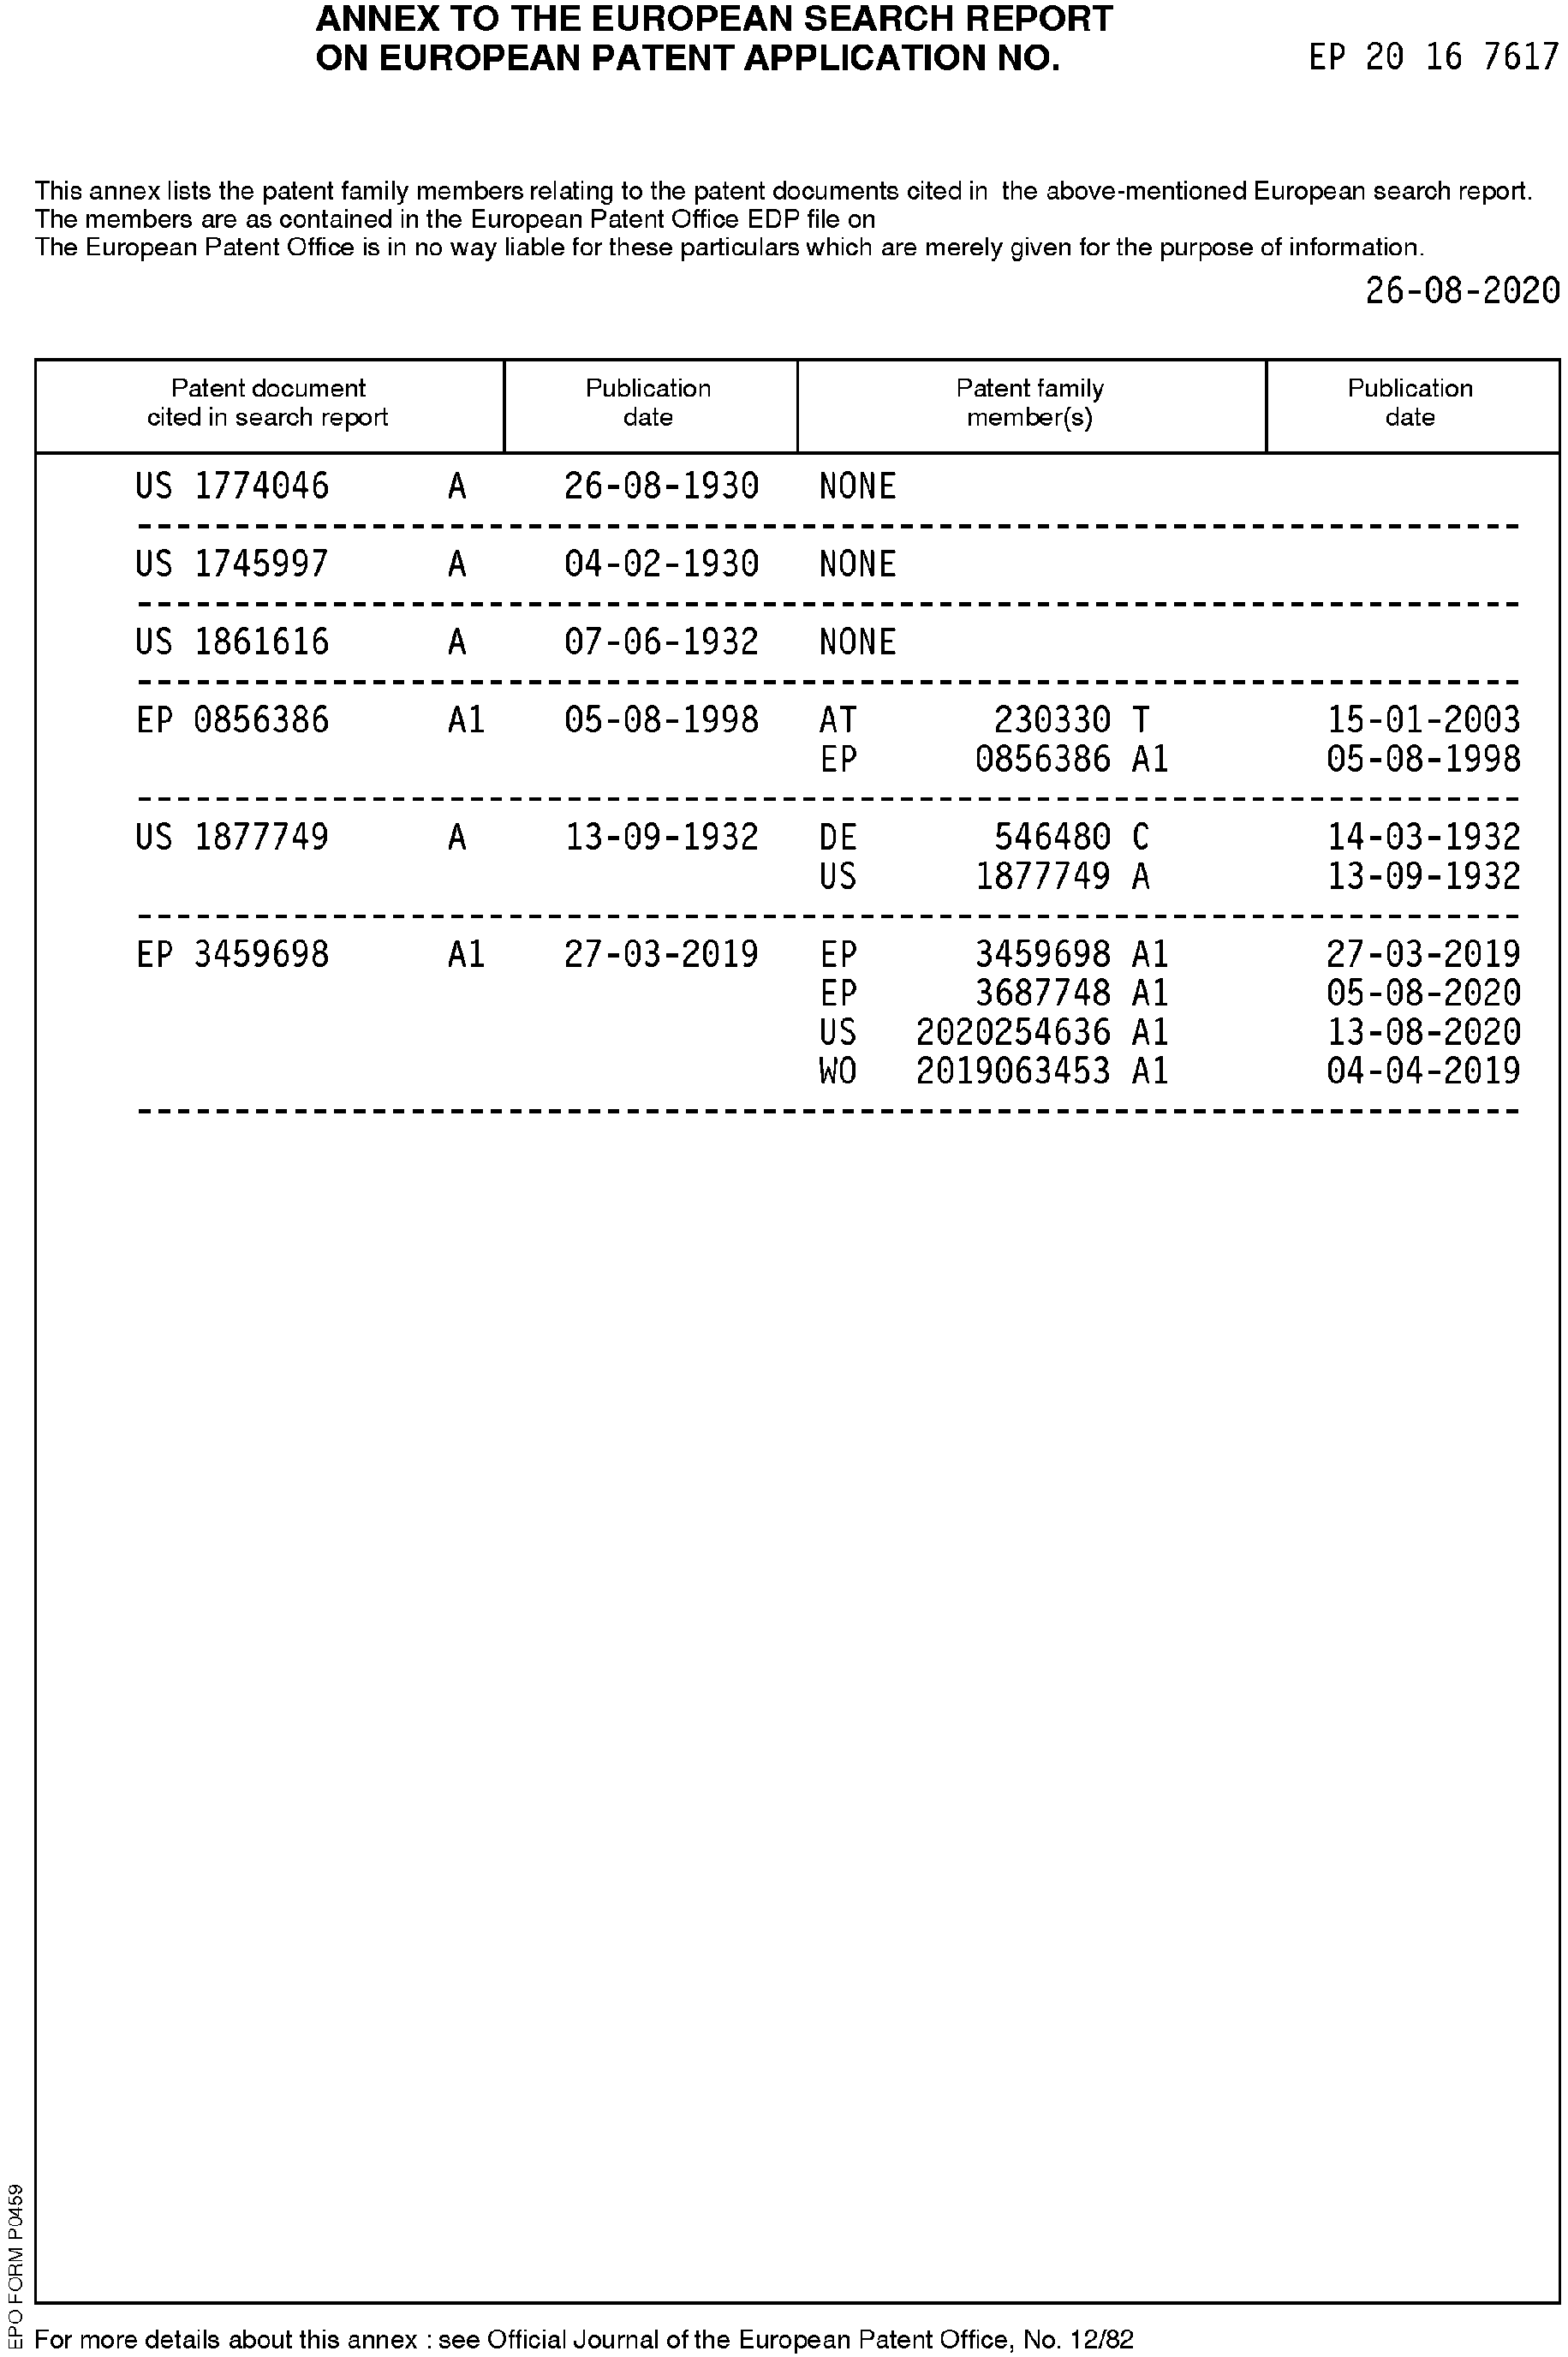 ANNEX TO THE EUROPEAN SEARCH REPORT
ON EUROPEAN PATENT APPLICATION NO. EP 20 16 7617
This annex lists the patent family members relating to the patent documents cited in the above-mentioned European search report.
The members are as contained in the European Patent Office EDP file on
The European Patent Office is in no way liable for these particulars which are merely given for the purpose of information.
26-08-2020
Patent document cited in search report | Publication date | Patent family member(s) | Publication date
US 1774046 A 26-08-1930 NONE
US 1745997 A 04-02-1930 NONE
US 1861616 A 07-06-1932 NONE
EP 0856386 A1 05-08-1998 AT 230330 T 15-01-2003
EP 0856386 A1 05-08-1998
US 1877749 A 13-09-1932 DE 546480 C 14-03-1932
US 1877749 A 13-09-1932
EP 3459698 A1 27-03-2019 EP 3459698 A1 27-03-2019
EP 3687748 A1 05-08-2020
US 2020254636 A1 13-08-2020
WO 2019063453 A1 04-04-2019
EPO FORM P0459
For more details about this annex : see Official Journal of the European Patent Office, No. 12/82